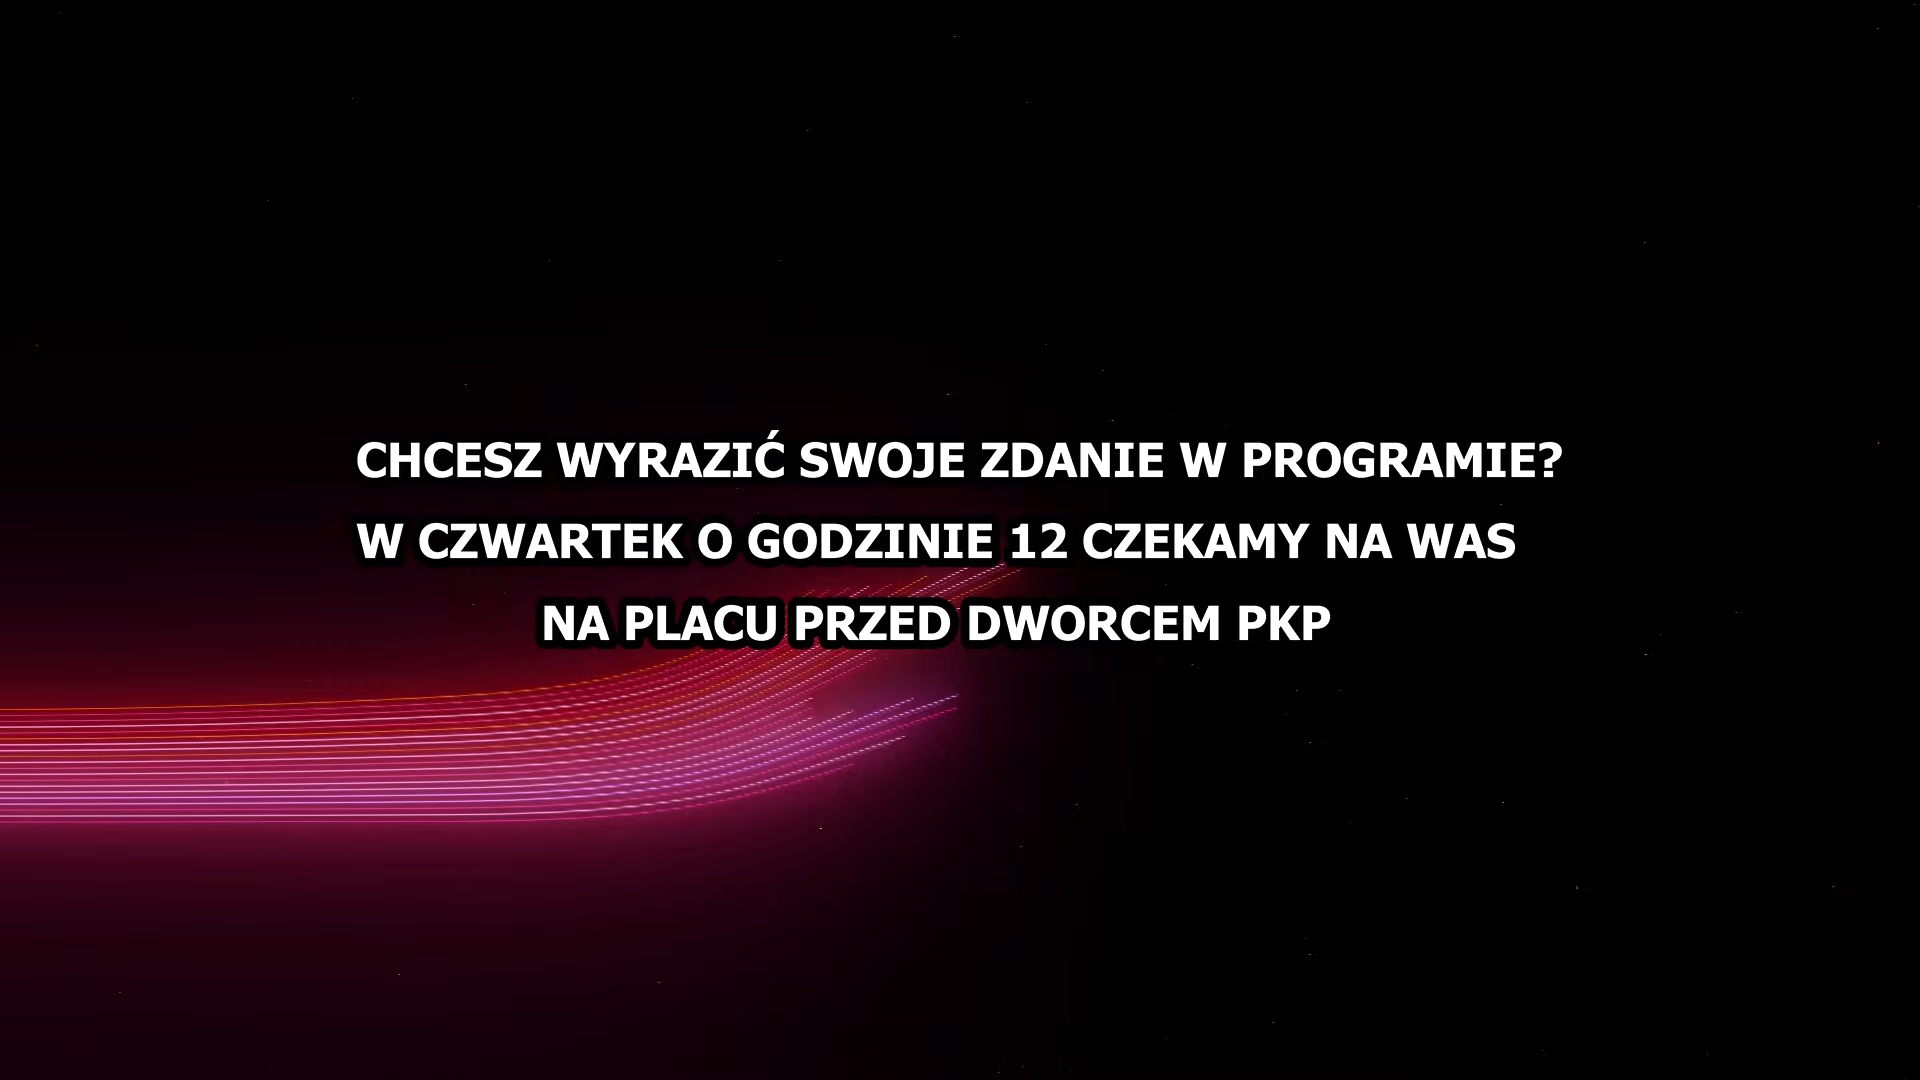 CHCESZ WYRAZIĆ SWOJE ZDANIE W PROGRAMIE?
W CZWARTEK O GODZINIE 12 CZEKAMY NA WAS
NA PLACU PRZED DWORCEM PKP